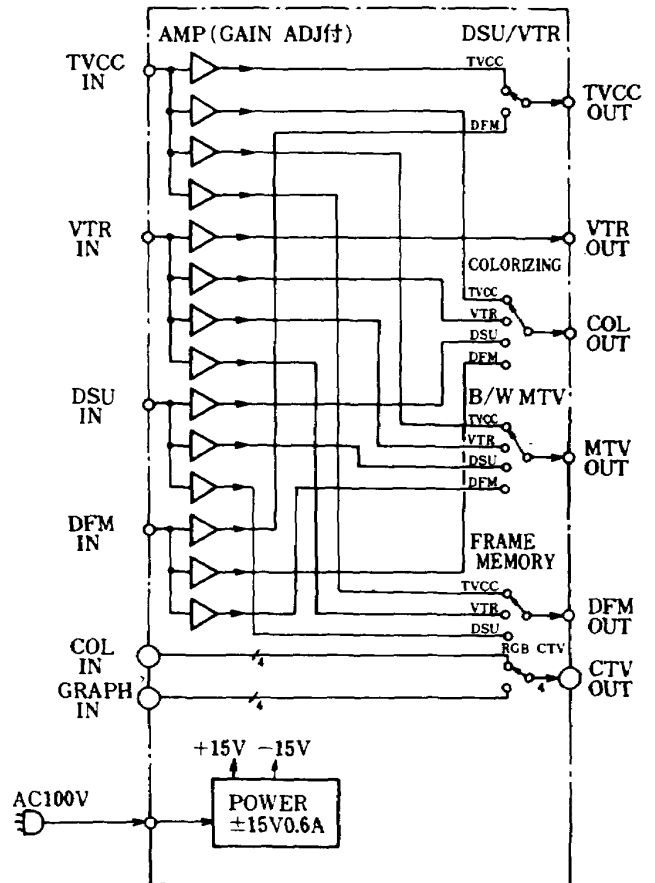 AMP(GAIN ADJ付)
DSU/VTR
TVCC
IN
TVCC
DFM
TVCC
OUT
VTR
IN
VTR
OUT
COLORIZING
TVCC
VTR
DSU
DFM
COL
OUT
DSU
IN
B/W MTV
TVCC
VTR
DSU
DFM
MTV
OUT
DFM
IN
FRAME
MEMORY
TVCC
VTR
DSU
DFM
OUT
COL
IN
4
RGB CTV
4
CTV
OUT
GRAPH
IN
4
+15V -15V
AC100V
POWER
±15V0.6A